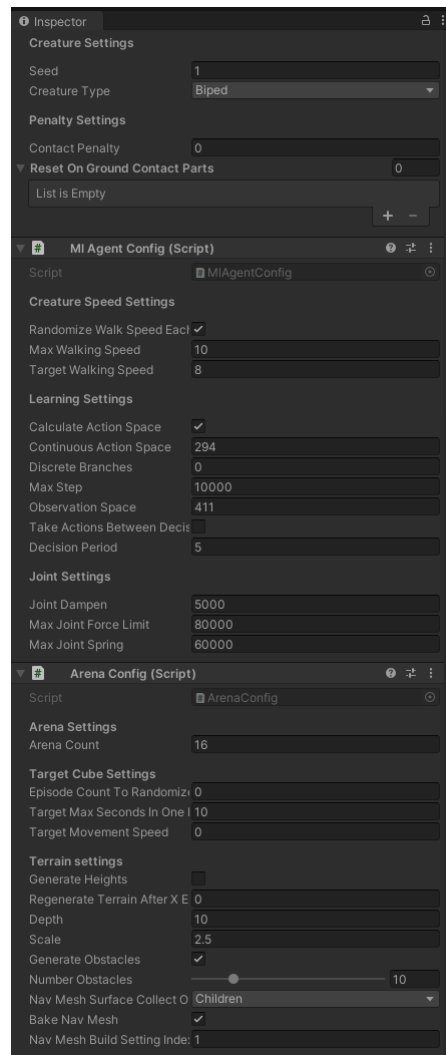 Inspector
Creature Settings
Seed 1
Creature Type Biped
Penalty Settings
Contact Penalty 0
Reset On Ground Contact Parts 0
List is Empty
+ -
# MI Agent Config (Script)
Script MIAgentConfig
Creature Speed Settings
Randomize Walk Speed Each
Max Walking Speed 10
Target Walking Speed 8
Learning Settings
Calculate Action Space
Continuous Action Space 294
Discrete Branches 0
Max Step 10000
Observation Space 411
Take Actions Between Decis
Decision Period 5
Joint Settings
Joint Dampen 5000
Max Joint Force Limit 80000
Max Joint Spring 60000
# Arena Config (Script)
Script ArenaConfig
Arena Settings
Arena Count 16
Target Cube Settings
Episode Count To Randomize 0
Target Max Seconds In One 10
Target Movement Speed 0
Terrain settings
Generate Heights
Regenerate Terrain After X E 0
Depth 10
Scale 2.5
Generate Obstacles
Number Obstacles 10
Nav Mesh Surface Collect O Children
Bake Nav Mesh
Nav Mesh Build Setting Inde 1